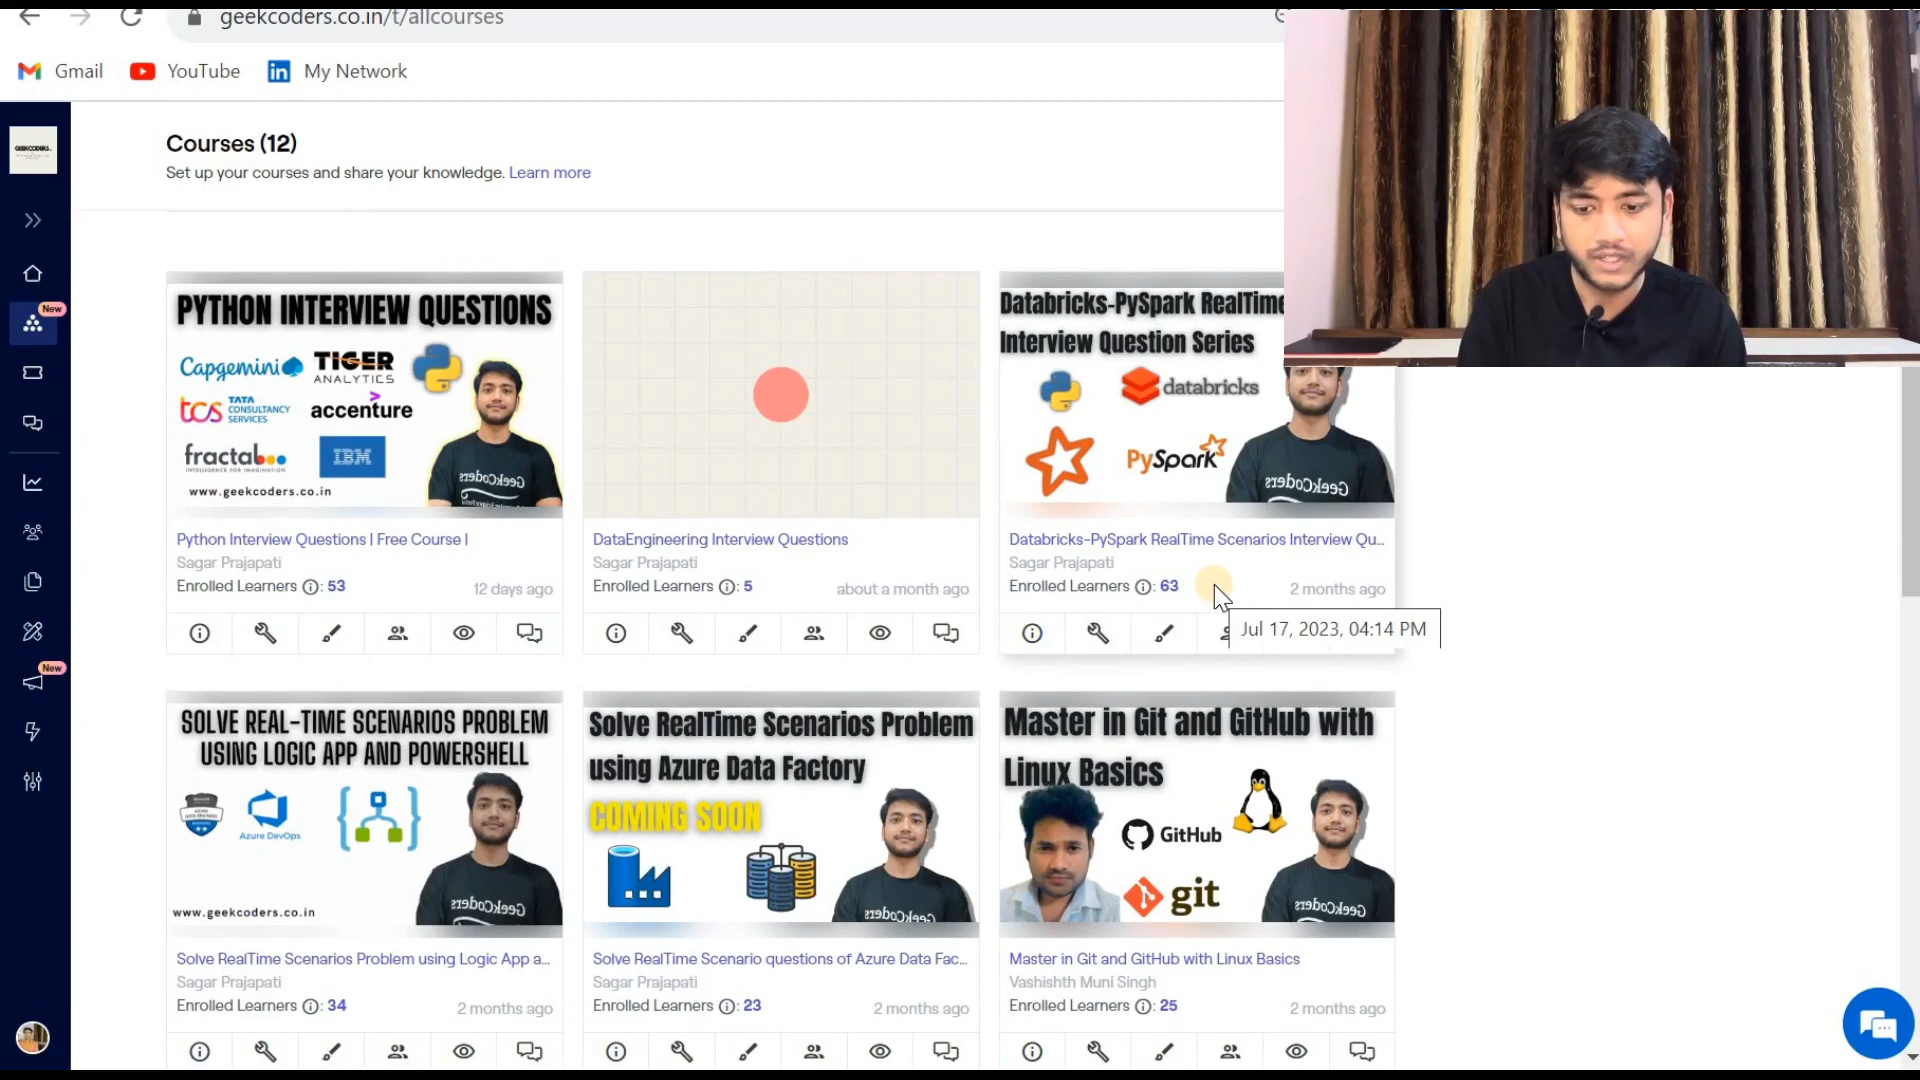 geekcoders.co.in/t/allcourses
Gmail
YouTube
in
My Network
GEEKCODERS
Courses (12)
Set up your courses and share your knowledge. Learn more
New
New
PYTHON INTERVIEW QUESTIONS
Capgemini
TIGER
ANALYTICS
tcs
TATA
CONSULTANCY
SERVICES
accenture
fractal
IBM
www.geekcoders.co.in
GeekCoders
Python Interview Questions | Free Course |
Sagar Prajapati
Enrolled Learners : 53
12 days ago
DataEngineering Interview Questions
Sagar Prajapati
Enrolled Learners : 5
about a month ago
Databricks-PySpark RealTime
Interview Question Series
databricks
PySpark
GeekCoders
Databricks-PySpark RealTime Scenarios Interview Qu...
Sagar Prajapati
Enrolled Learners : 63
2 months ago
Jul 17, 2023, 04:14 PM
SOLVE REAL-TIME SCENARIOS PROBLEM
USING LOGIC APP AND POWERSHELL
Azure DevOps
www.geekcoders.co.in
GeekCoders
Solve RealTime Scenarios Problem using Logic App a...
Sagar Prajapati
Enrolled Learners : 34
2 months ago
Solve RealTime Scenarios Problem
using Azure Data Factory
COMING SOON
GeekCoders
Solve RealTime Scenario questions of Azure Data Fac...
Sagar Prajapati
Enrolled Learners : 23
2 months ago
Master in Git and GitHub with
Linux Basics
GitHub
git
GeekCoders
Master in Git and GitHub with Linux Basics
Vashishth Muni Singh
Enrolled Learners : 25
2 months ago